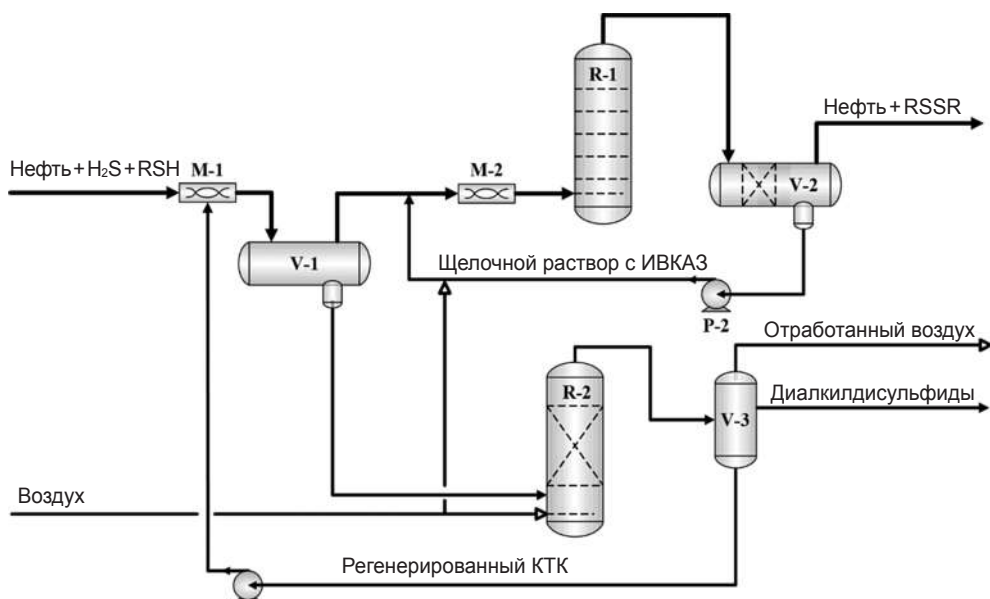 R-1
Нефть + RSSR
Нефть + H₂S + RSH
M-1
M-2
V-2
V-1
Щелочной раствор с ИВКАЗ
P-2
Отработанный воздух
R-2
Диалкилдисульфиды
V-3
Воздух
Регенерированный КТК